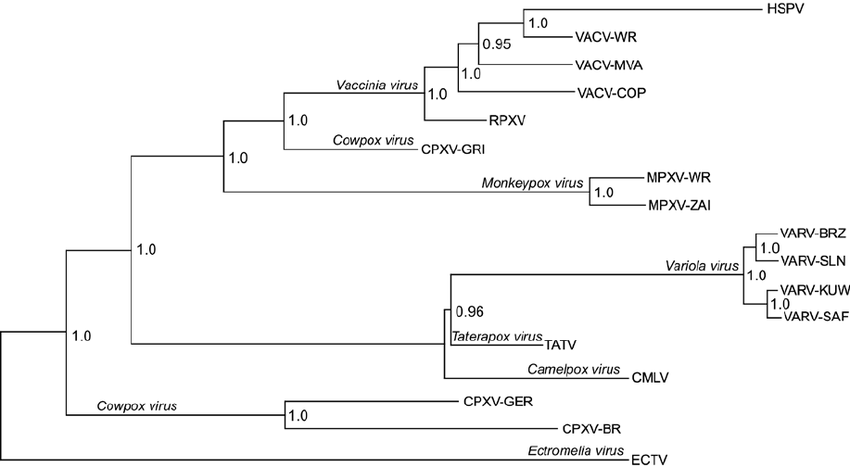 HSPV
1.0
VACV-WR
0.95
VACV-MVA
1.0
Vaccinia virus
1.0
VACV-COP
RPXV
1.0
Cowpox virus
CPXV-GRI
1.0
Monkeypox virus
MPXV-WR
1.0
MPXV-ZAI
VARV-BRZ
1.0
VARV-SLN
1.0
Variola virus
1.0
VARV-KUW
1.0
VARV-SAF
0.96
Taterapox virus
TATV
Camelpox virus
CMLV
1.0
CPXV-GER
Cowpox virus
1.0
CPXV-BR
Ectromelia virus
ECTV